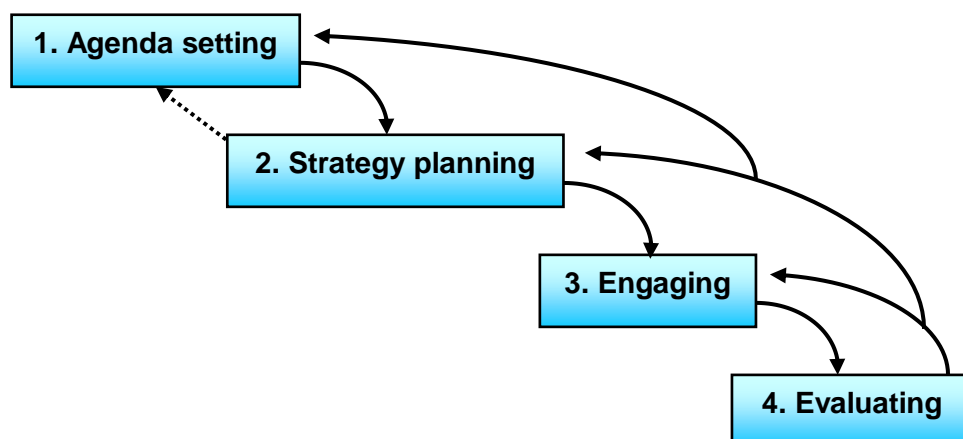 1. Agenda setting
2. Strategy planning
3. Engaging
4. Evaluating